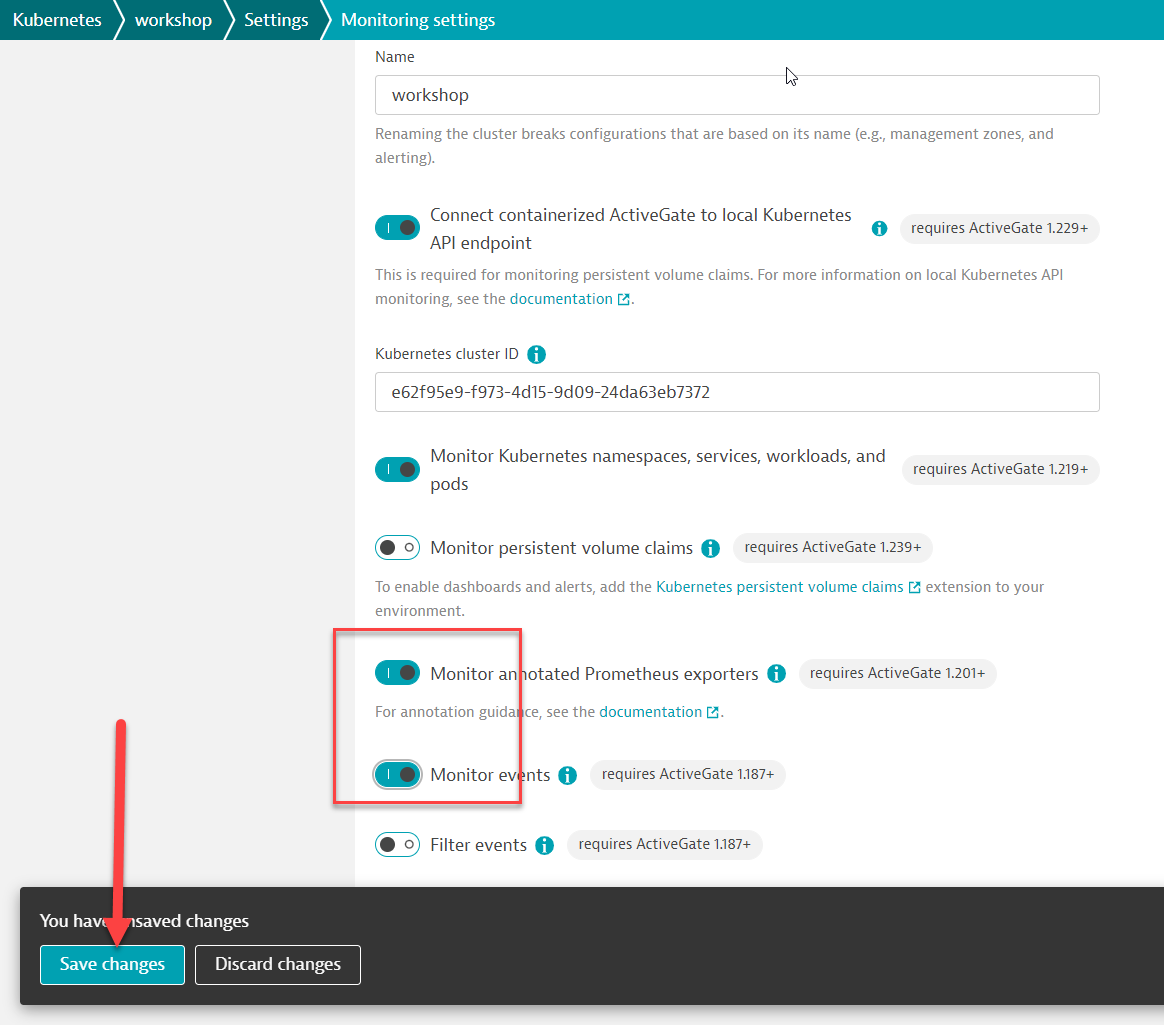 Kubernetes workshop Settings Monitoring settings
Name
workshop
Renaming the cluster breaks configurations that are based on its name (e.g., management zones, and
alerting).
Connect containerized ActiveGate to local Kubernetes
API endpoint
requires ActiveGate 1.229+
This is required for monitoring persistent volume claims. For more information on local Kubernetes API
monitoring, see the documentation .
Kubernetes cluster ID
e62f95e9-f973-4d15-9d09-24da63eb7372
Monitor Kubernetes namespaces, services, workloads, and
pods
requires ActiveGate 1.219+
Monitor persistent volume claims requires ActiveGate 1.239+
To enable dashboards and alerts, add the Kubernetes persistent volume claims extension to your
environment.
Monitor annotated Prometheus exporters requires ActiveGate 1.201+
For annotation guidance, see the documentation .
Monitor events requires ActiveGate 1.187+
Filter events requires ActiveGate 1.187+
You have unsaved changes
Save changes Discard changes